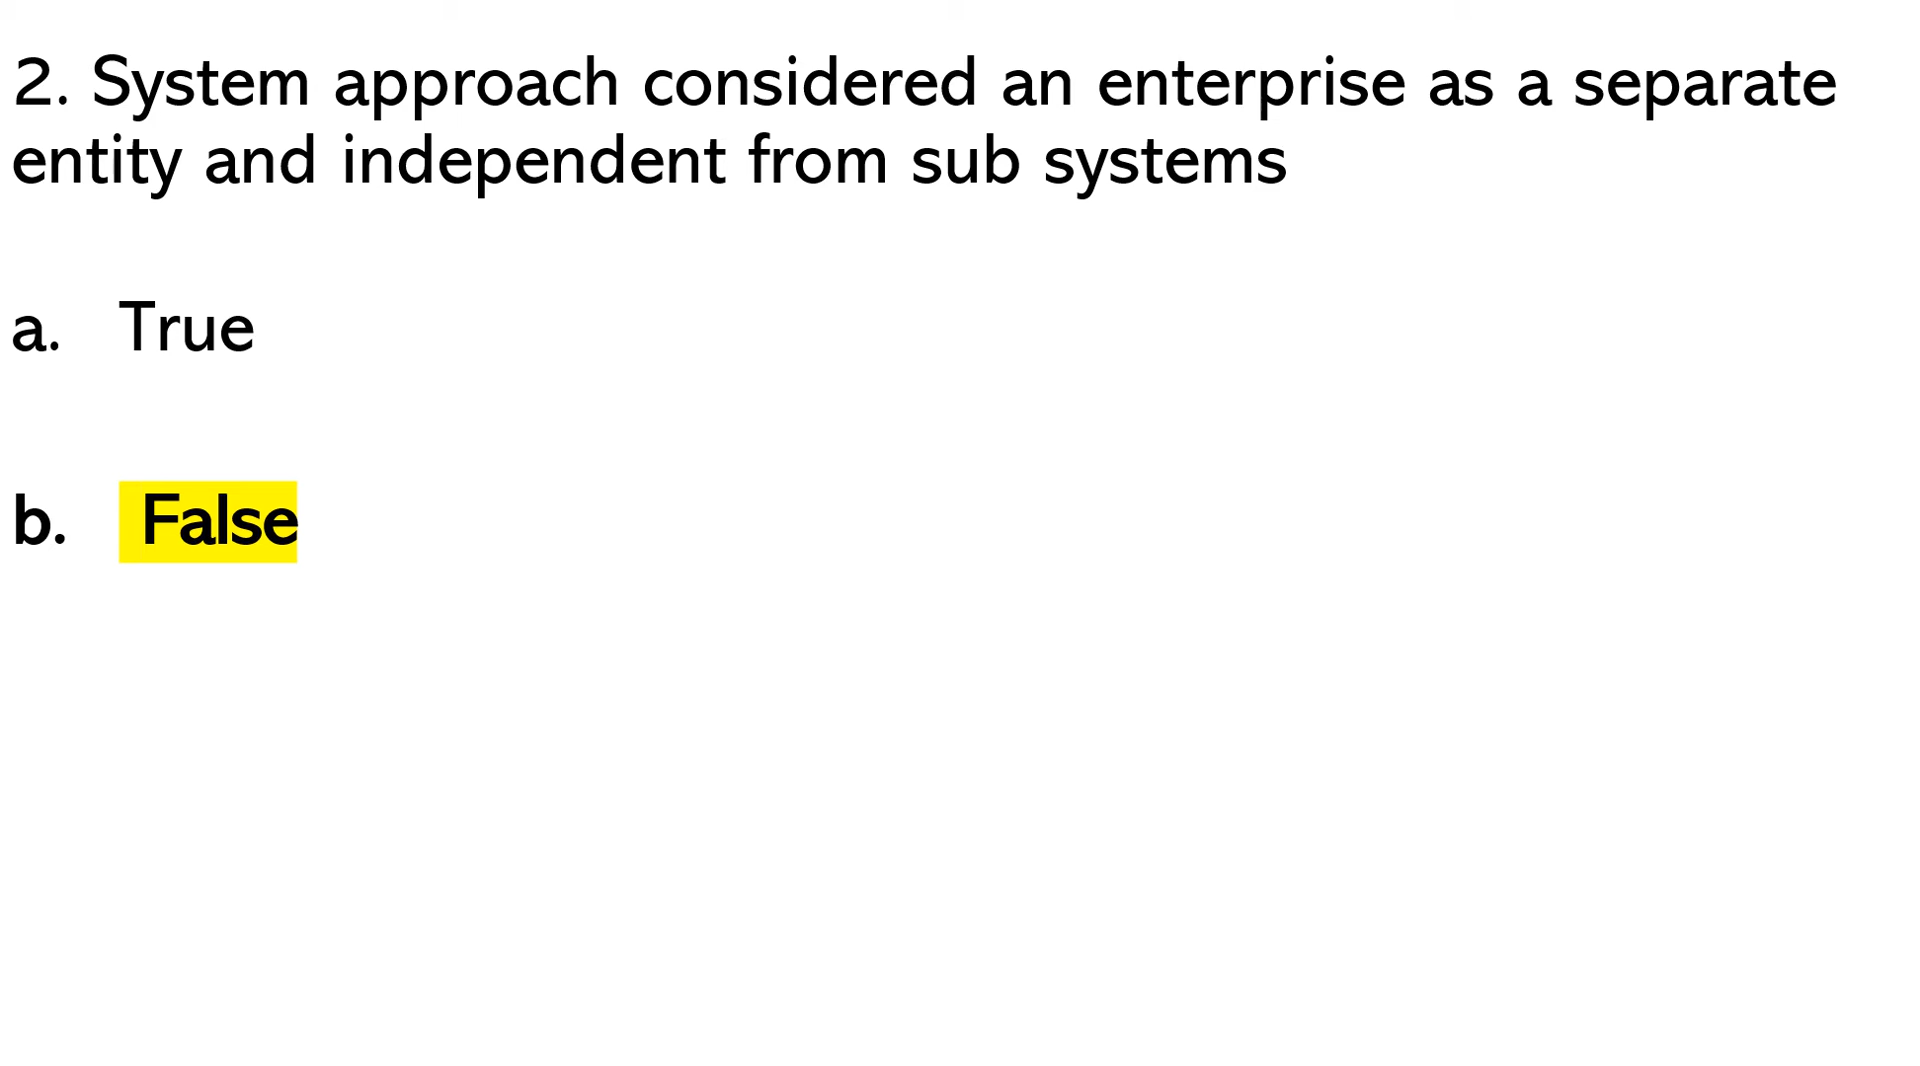 2. System approach considered an enterprise as a separate
entity and independent from sub systems
a. True
b. False